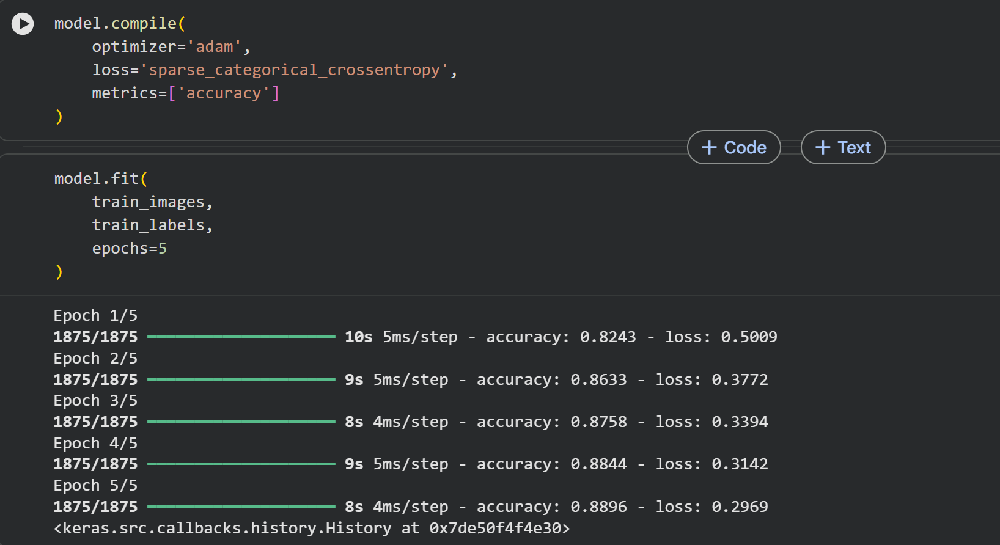 model.compile(
    optimizer='adam',
    loss='sparse_categorical_crossentropy',
    metrics=['accuracy']
)
+ Code + Text
model.fit(
    train_images,
    train_labels,
    epochs=5
)
Epoch 1/5
1875/1875 ━━━━━━━━━━━━━━━━━━━━ 10s 5ms/step - accuracy: 0.8243 - loss: 0.5009
Epoch 2/5
1875/1875 ━━━━━━━━━━━━━━━━━━━━ 9s 5ms/step - accuracy: 0.8633 - loss: 0.3772
Epoch 3/5
1875/1875 ━━━━━━━━━━━━━━━━━━━━ 8s 4ms/step - accuracy: 0.8758 - loss: 0.3394
Epoch 4/5
1875/1875 ━━━━━━━━━━━━━━━━━━━━ 9s 5ms/step - accuracy: 0.8844 - loss: 0.3142
Epoch 5/5
1875/1875 ━━━━━━━━━━━━━━━━━━━━ 8s 4ms/step - accuracy: 0.8896 - loss: 0.2969
<keras.src.callbacks.history.History at 0x7de50f4f4e30>